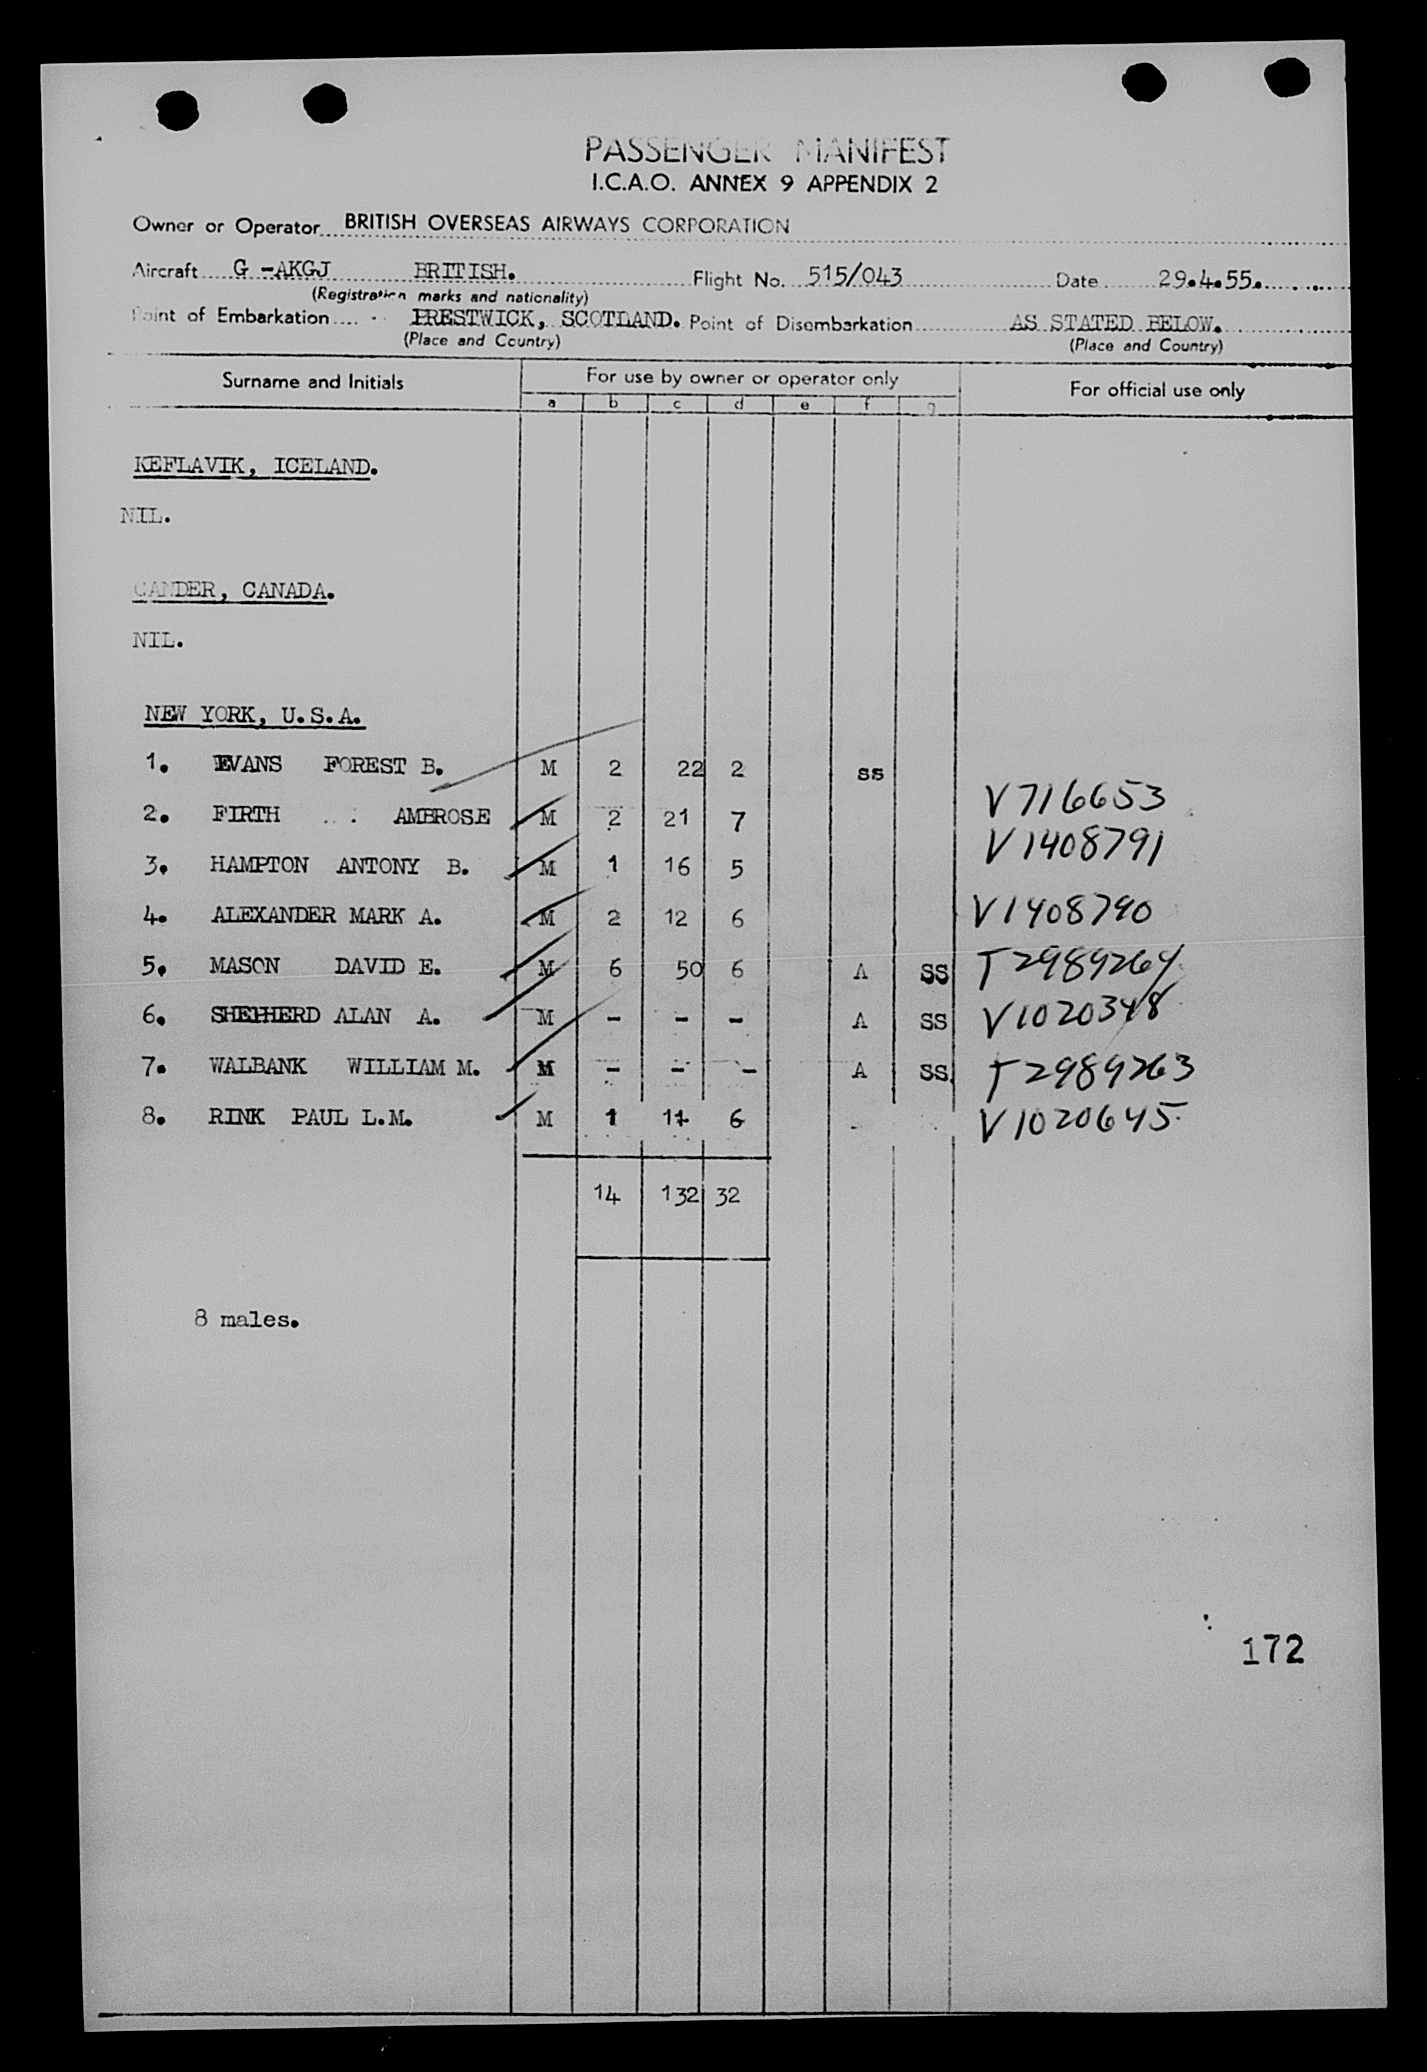 PASSENGER MANIFEST
I.C.A.O. ANNEX 9 APPENDIX 2
Owner or Operator BRITISH OVERSEAS AIRWAYS CORPORATION
Aircraft G -AKGJ BRITISH. Flight No. 515/043 Date 29.4.55.
(Registration marks and nationality)
Point of Embarkation PRESTWICK, SCOTLAND. Point of Disembarkation AS STATED BELOW.
(Place and Country) (Place and Country)
Surname and Initials For use by owner or operator only For official use only
a b c d e f g
KEFLAVIK, ICELAND.
NIL.
GANDER, CANADA.
NIL.
NEW YORK, U.S.A.
1. EVANS FOREST B. M 2 22 2 SS
V716653
2. FIRTH AMBROSE M 2 21 7
V1408791
3. HAMPTON ANTONY B. M 1 16 5
4. ALEXANDER MARK A. M 2 12 6 V1408790
5. MASON DAVID E. M 6 50 6 A SS T2989264
6. SHEPHERD ALAN A. M - - - A SS V1020348
7. WALBANK WILLIAM M. M - - - A SS. T2989263
8. RINK PAUL L.M. M 1 11 6 V1020645
14 132 32
8 males.
172